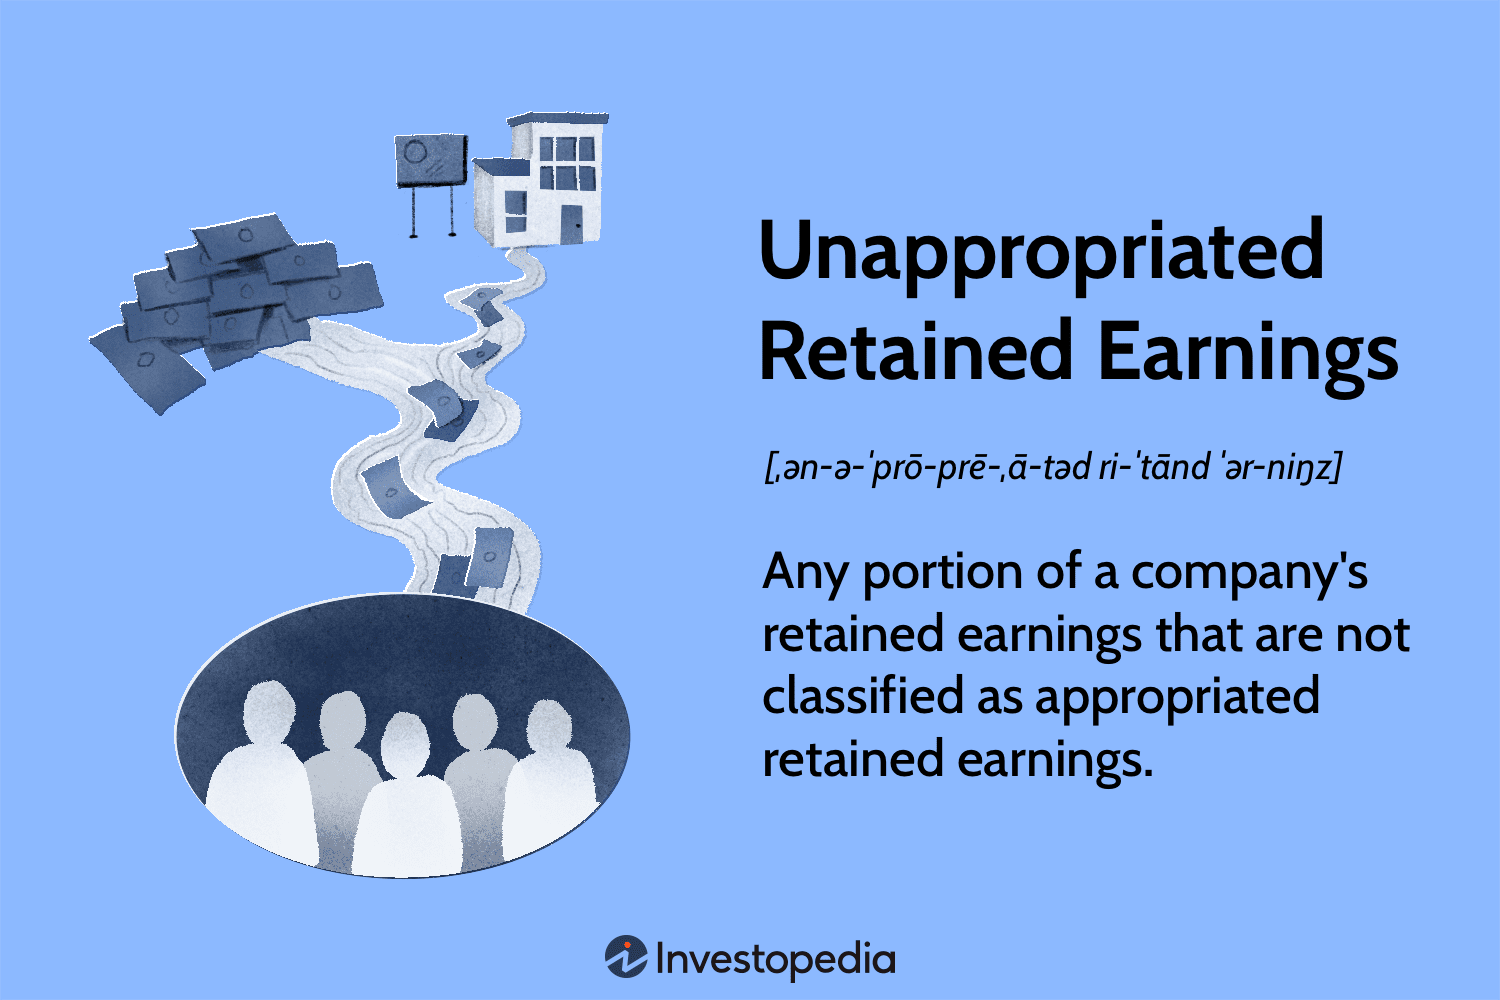 Unappropriated
Retained Earnings
[ˌən-ə-ˈprō-prē-ˌā-təd ri-ˈtānd ˈər-niŋz]
Any portion of a company's
retained earnings that are not
classified as appropriated
retained earnings.
Investopedia